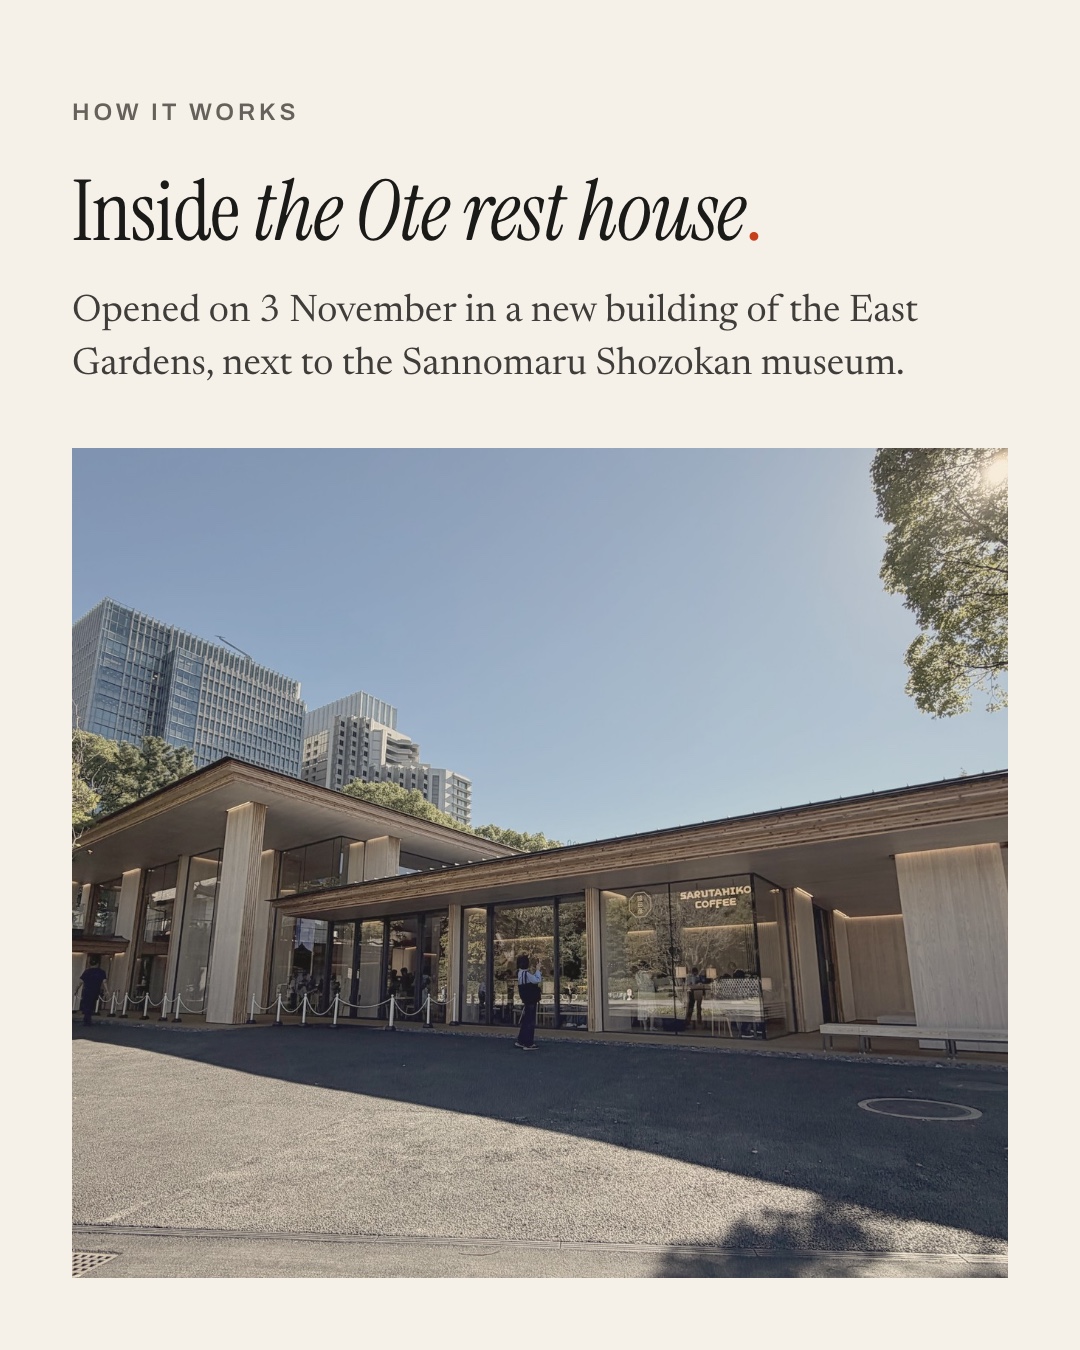 HOW IT WORKS
Inside the Ote rest house.
Opened on 3 November in a new building of the East
Gardens, next to the Sannomaru Shozokan museum.
SARUTAHIKO
COFFEE